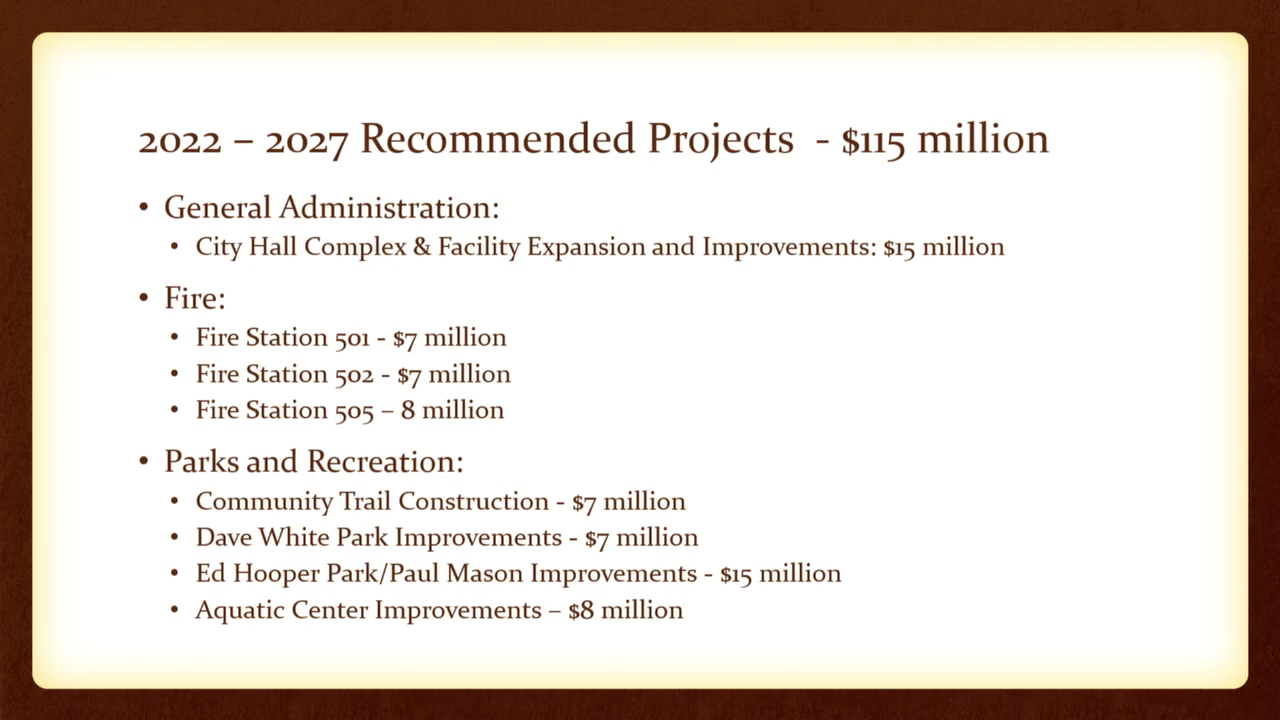 2022 – 2027 Recommended Projects - $115 million
• General Administration:
• City Hall Complex & Facility Expansion and Improvements: $15 million
• Fire:
• Fire Station 501 - $7 million
• Fire Station 502 - $7 million
• Fire Station 505 – 8 million
• Parks and Recreation:
• Community Trail Construction - $7 million
• Dave White Park Improvements - $7 million
• Ed Hooper Park/Paul Mason Improvements - $15 million
• Aquatic Center Improvements – $8 million